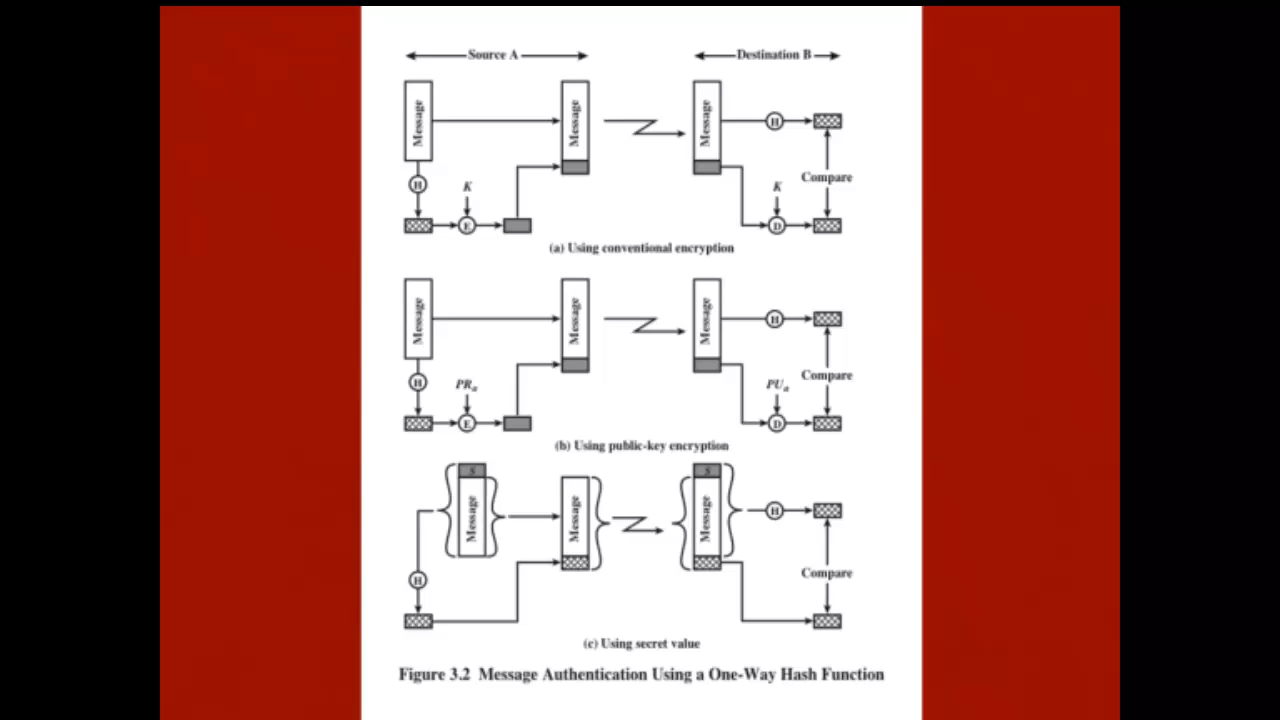 Source A
Destination B
Message
Message
Message
H
H
K
K
Compare
E
D
(a) Using conventional encryption
Message
Message
Message
H
H
PRa
PUa
Compare
E
D
(b) Using public-key encryption
S
S
Message
Message
Message
H
H
Compare
(c) Using secret value
Figure 3.2 Message Authentication Using a One-Way Hash Function